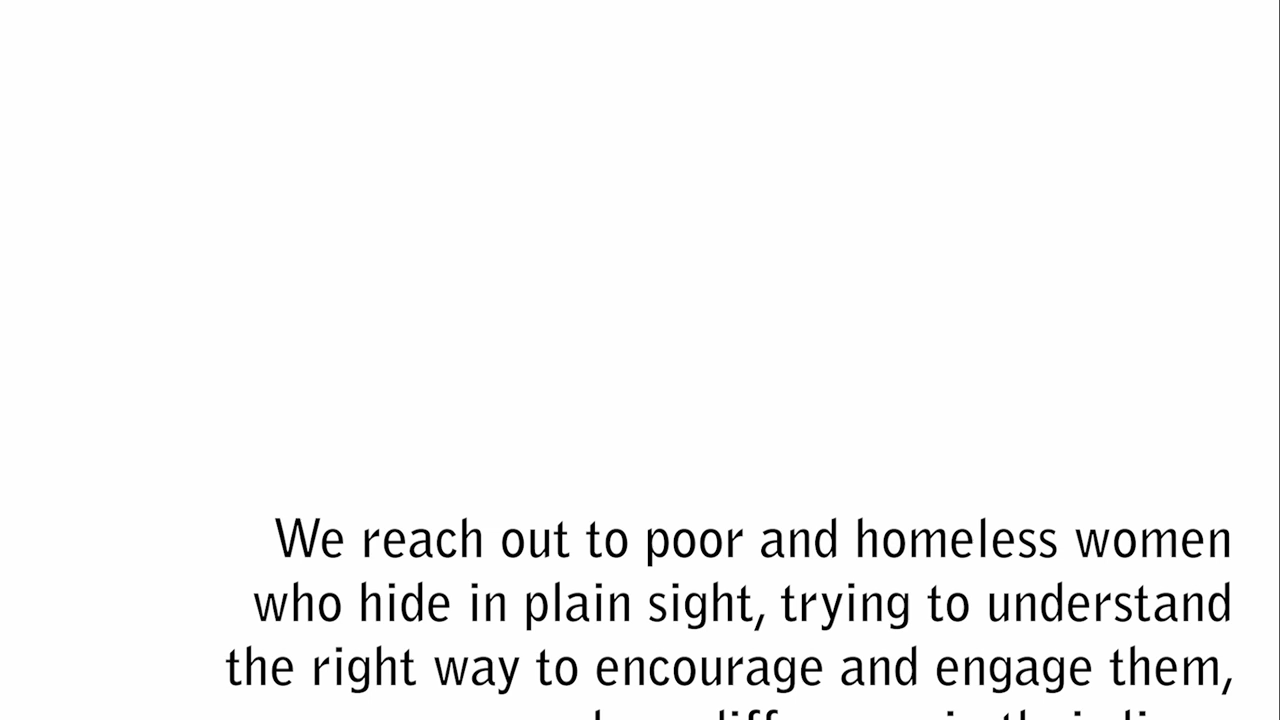 We reach out to poor and homeless women
who hide in plain sight, trying to understand
the right way to encourage and engage them,